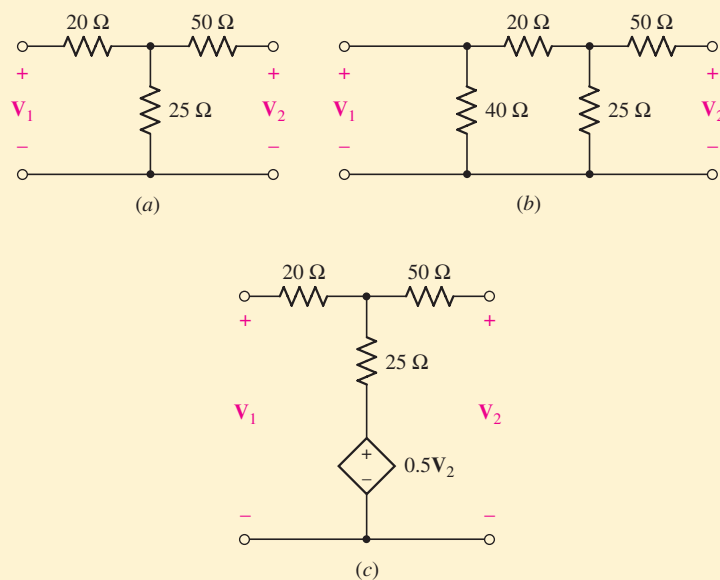 20 Ω 50 Ω
+ +
V₁ 25 Ω V₂
− −
(a)
20 Ω 50 Ω
+ +
V₁ 40 Ω 25 Ω V₂
− −
(b)
20 Ω 50 Ω
+ +
25 Ω
V₁ V₂
+
− 0.5V₂
− −
(c)